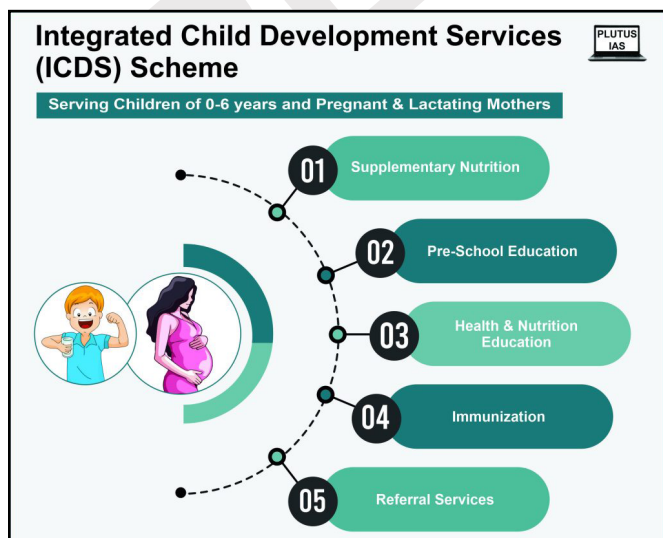 Integrated Child Development Services
(ICDS) Scheme
PLUTUS
IAS
Serving Children of 0-6 years and Pregnant & Lactating Mothers
01
Supplementary Nutrition
02
Pre-School Education
03
Health & Nutrition
Education
04
Immunization
05
Referral Services